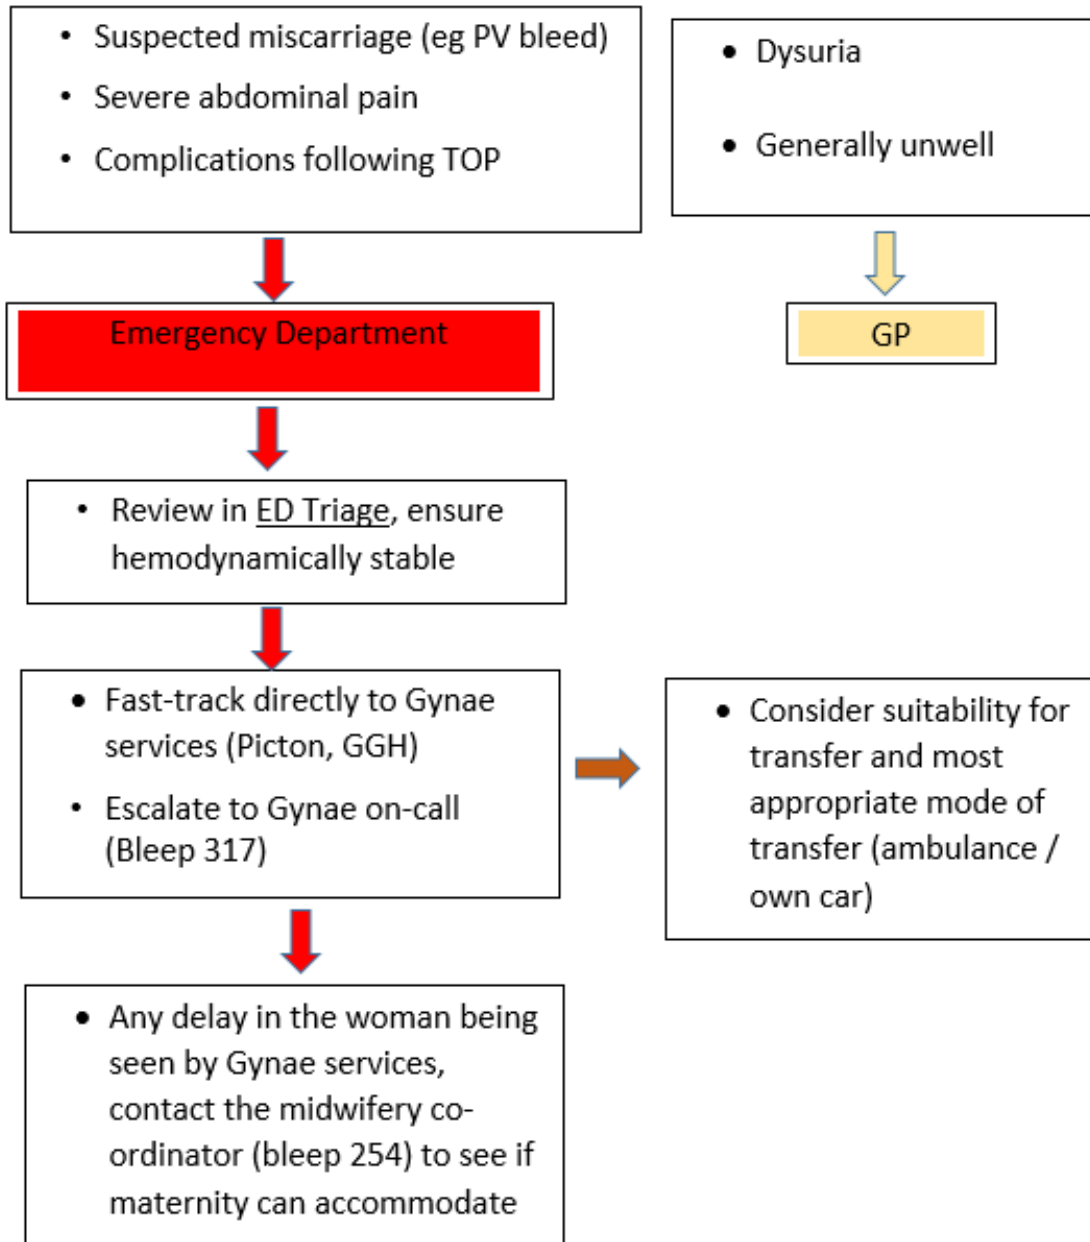 • Suspected miscarriage (eg PV bleed)
• Severe abdominal pain
• Complications following TOP
• Dysuria
• Generally unwell
Emergency Department
GP
• Review in ED Triage, ensure
hemodynamically stable
• Fast-track directly to Gynae
services (Picton, GGH)
• Escalate to Gynae on-call
(Bleep 317)
• Consider suitability for
transfer and most
appropriate mode of
transfer (ambulance /
own car)
• Any delay in the woman being
seen by Gynae services,
contact the midwifery co-
ordinator (bleep 254) to see if
maternity can accommodate